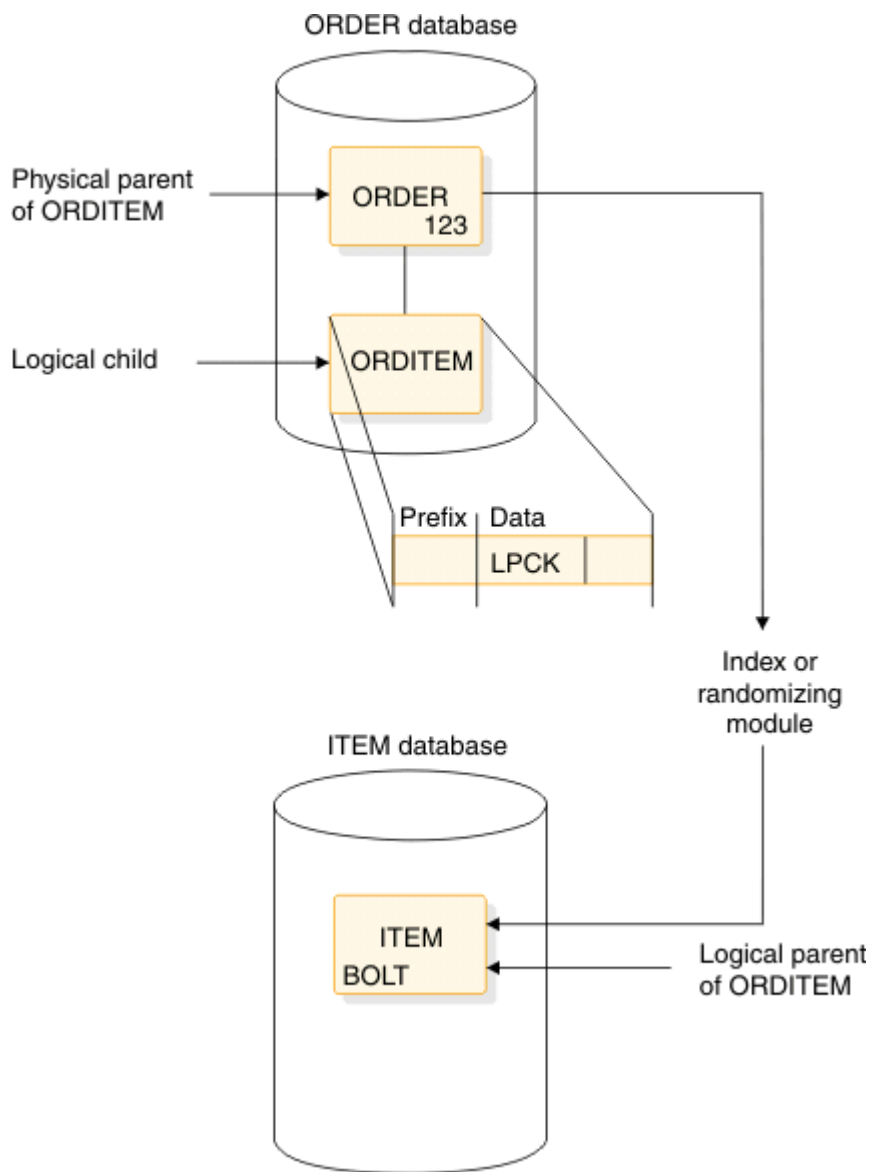 ORDER database
Physical parent
of ORDITEM
ORDER
123
Logical child
ORDITEM
Prefix
Data
LPCK
Index or
randomizing
module
ITEM database
ITEM
BOLT
Logical parent
of ORDITEM